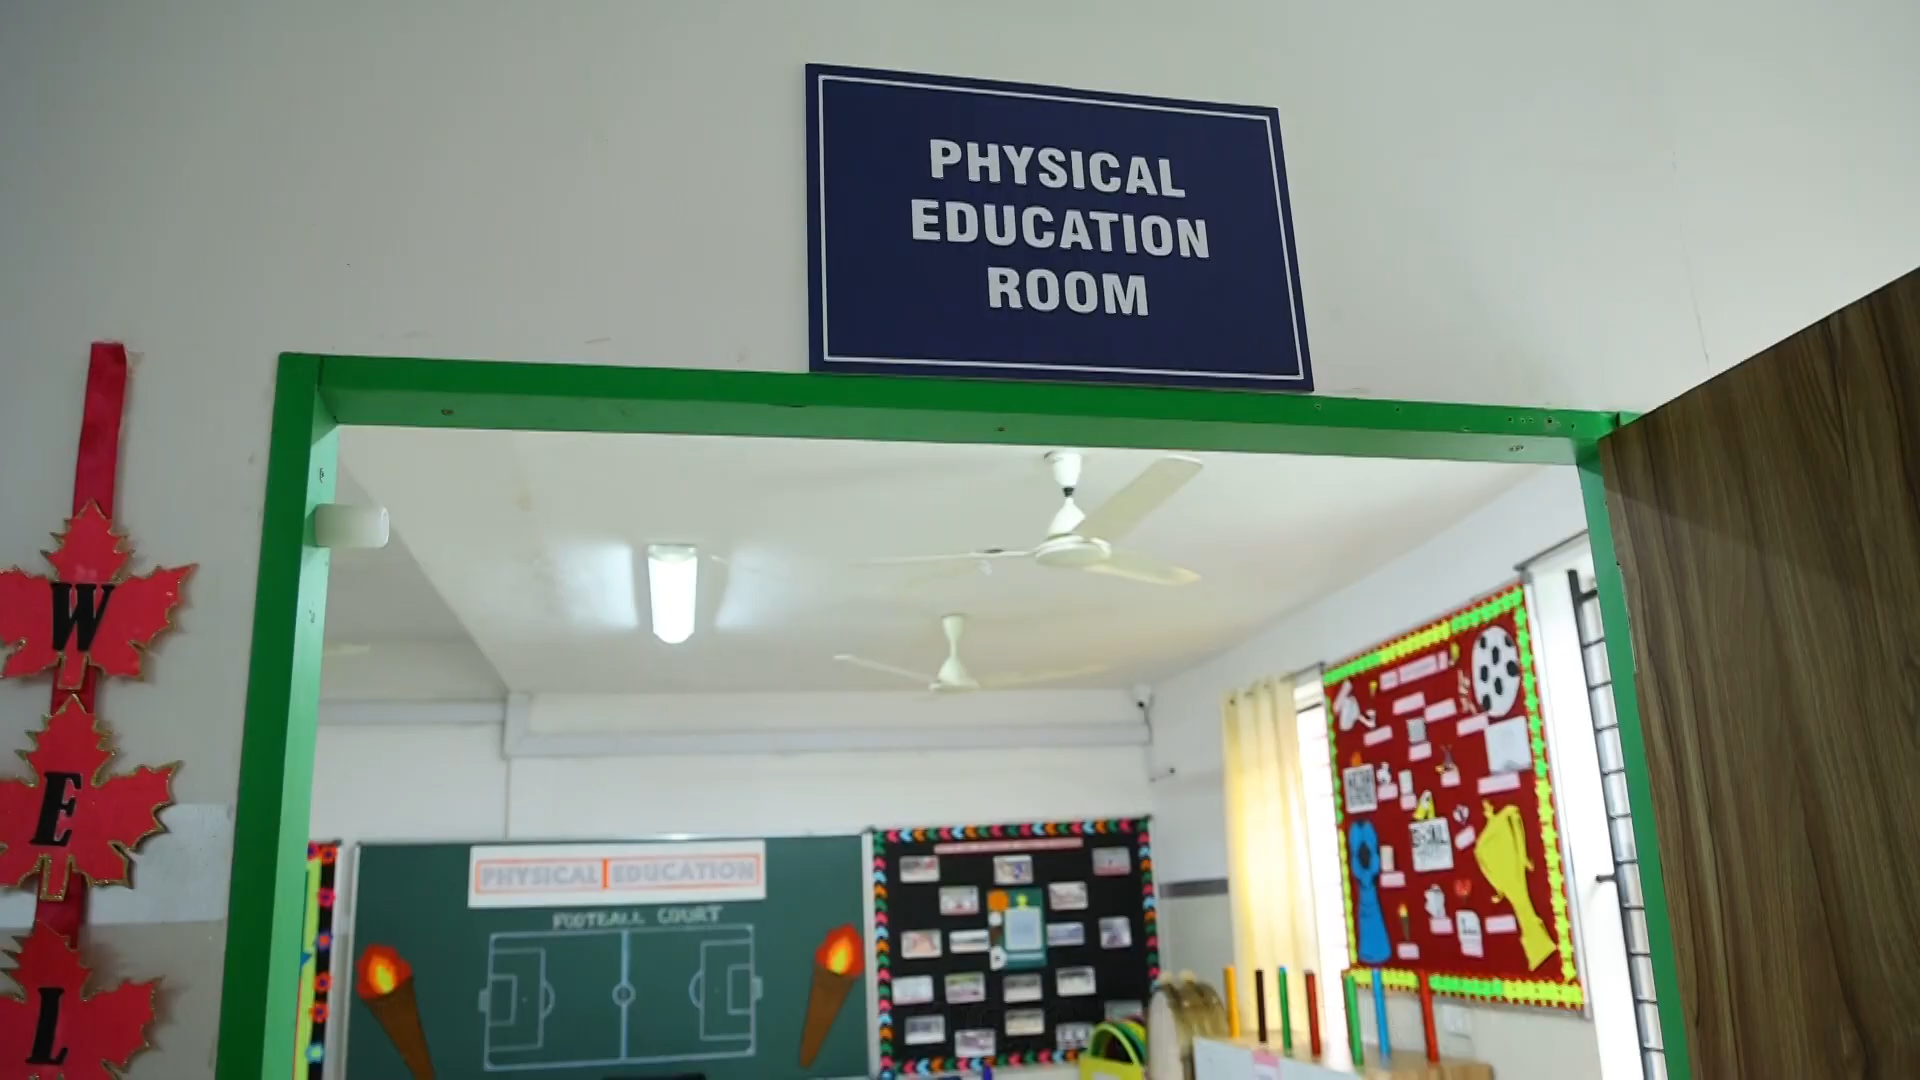 PHYSICAL
EDUCATION
ROOM
W
E
L
PHYSICAL EDUCATION
FOOTBALL COURT